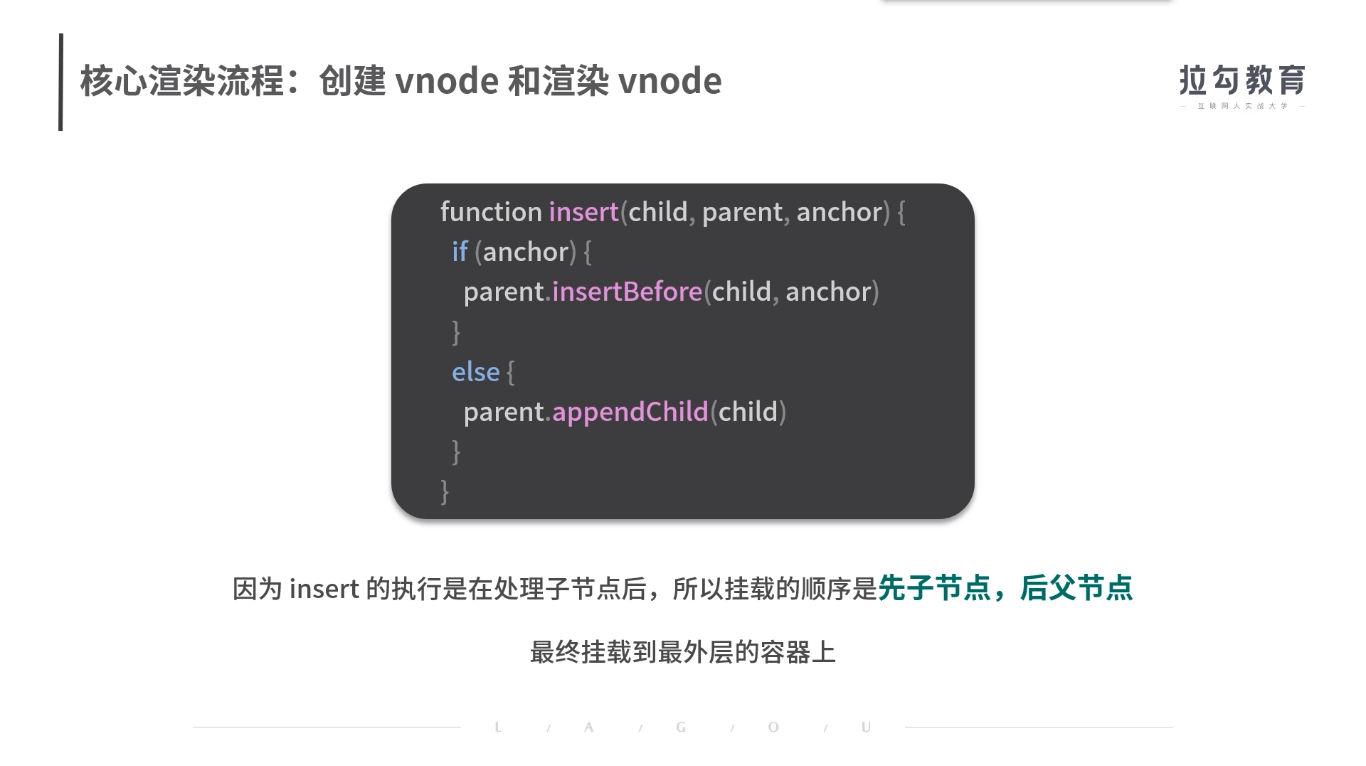 核心渲染流程：创建 vnode 和渲染 vnode
拉勾教育
互联网人实战大学
function insert(child, parent, anchor) {
  if (anchor) {
    parent.insertBefore(child, anchor)
  }
  else {
    parent.appendChild(child)
  }
}
因为 insert 的执行是在处理子节点后，所以挂载的顺序是先子节点，后父节点
最终挂载到最外层的容器上
L / A / G / O / U